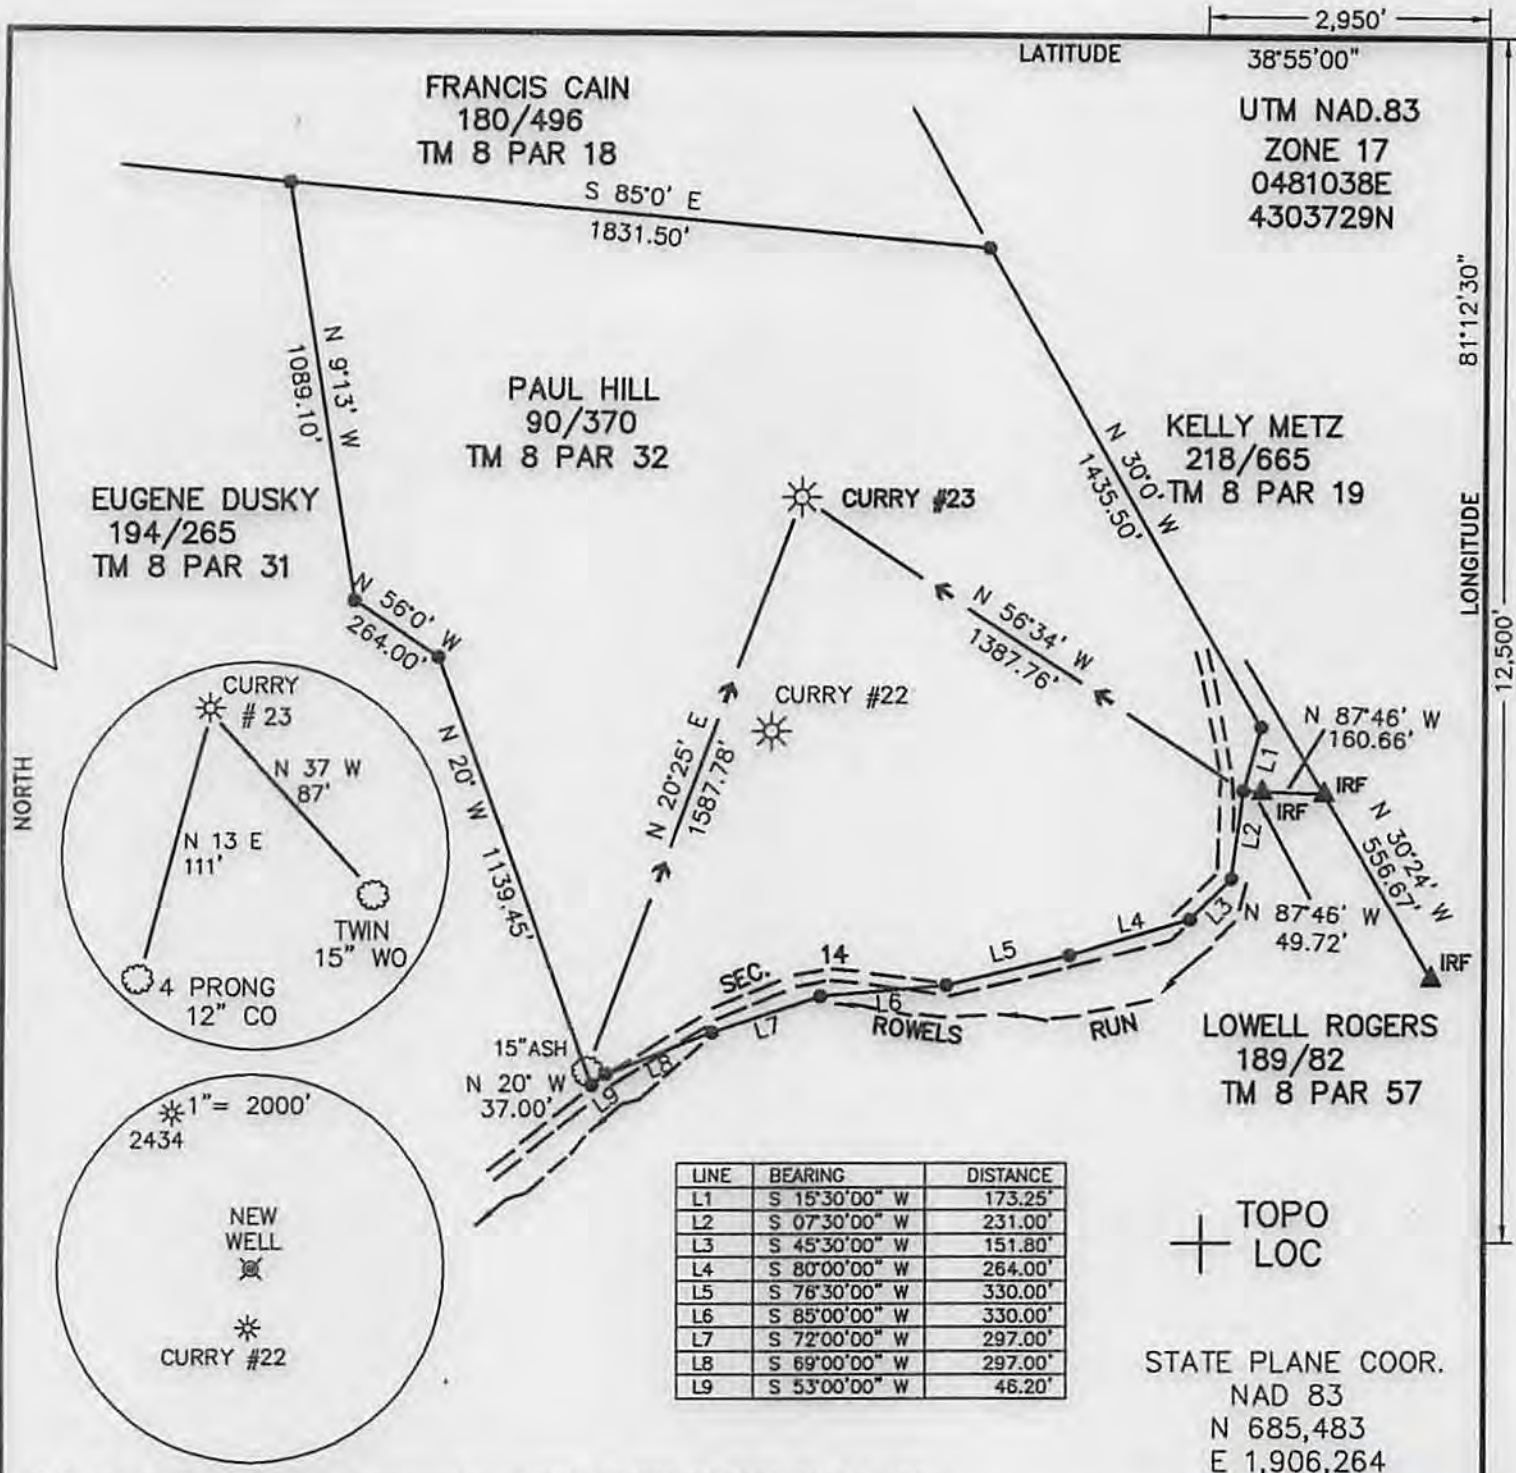 2,950'
LATITUDE
38°55'00"
FRANCIS CAIN
180/496
TM 8 PAR 18
UTM NAD.83
ZONE 17
0481038E
4303729N
S 85°0' E
1831.50'
81°12'30"
LONGITUDE
12,500'
N 9°13' W
1089.10'
PAUL HILL
90/370
TM 8 PAR 32
KELLY METZ
218/665
TM 8 PAR 19
N 30°0' W
1435.50'
EUGENE DUSKY
194/265
TM 8 PAR 31
CURRY #23
N 56°0' W
264.00'
N 56°34' W
1387.76'
CURRY #22
N 20°25' E
1587.78'
N 20° W 1139.45'
N 87°46' W
160.66'
L1
IRF
IRF
L2
N 30°24' W
556.67'
L3
N 87°46' W
49.72'
IRF
L4
L5
14
SEC.
L6
L7
ROWELS
RUN
L8
L9
15"ASH
N 20° W
37.00'
LOWELL ROGERS
189/82
TM 8 PAR 57
NORTH
CURRY
# 23
N 37 W
87'
N 13 E
111'
TWIN
15" WO
4 PRONG
12" CO
1"= 2000'
2434
NEW
WELL
CURRY #22
LINE BEARING DISTANCE
L1 S 15°30'00" W 173.25'
L2 S 07°30'00" W 231.00'
L3 S 45°30'00" W 151.80'
L4 S 80°00'00" W 264.00'
L5 S 76°30'00" W 330.00'
L6 S 85°00'00" W 330.00'
L7 S 72°00'00" W 297.00'
L8 S 69°00'00" W 297.00'
L9 S 53°00'00" W 46.20'
TOPO
LOC
STATE PLANE COOR.
NAD 83
N 685,483
E 1,906,264